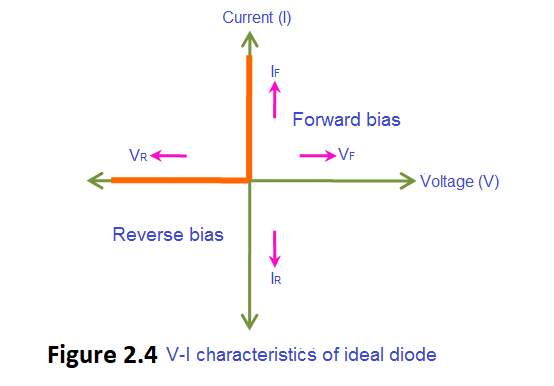 Current (I)
IF
Forward bias
VR
VF
Voltage (V)
Reverse bias
IR
Figure 2.4 V-I characteristics of ideal diode